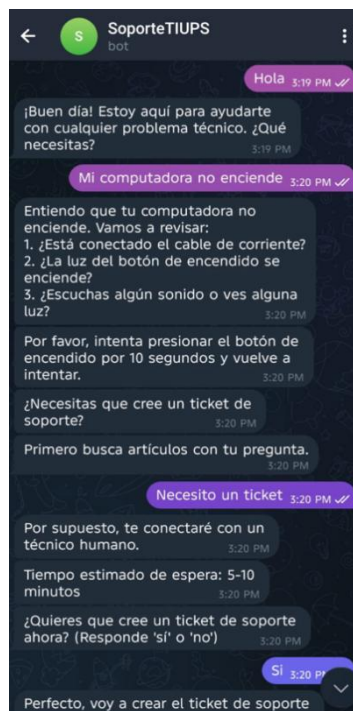 SoporteTIUPS
S
bot
Hola 3:19 PM
¡Buen día! Estoy aquí para ayudarte
con cualquier problema técnico. ¿Qué
necesitas?
3:19 PM
Mi computadora no enciende 3:20 PM
Entiendo que tu computadora no
enciende. Vamos a revisar:
1. ¿Está conectado el cable de corriente?
2. ¿La luz del botón de encendido se
enciende?
3. ¿Escuchas algún sonido o ves alguna
luz?
3:20 PM
Por favor, intenta presionar el botón de
encendido por 10 segundos y vuelve a
intentar.
3:20 PM
¿Necesitas que cree un ticket de
soporte?
3:20 PM
Primero busca artículos con tu pregunta.
3:20 PM
Necesito un ticket 3:20 PM
Por supuesto, te conectaré con un
técnico humano.
3:20 PM
Tiempo estimado de espera: 5-10
minutos
3:20 PM
¿Quieres que cree un ticket de soporte
ahora? (Responde 'sí' o 'no')
3:20 PM
Si 3:20
Perfecto, voy a crear el ticket de soporte